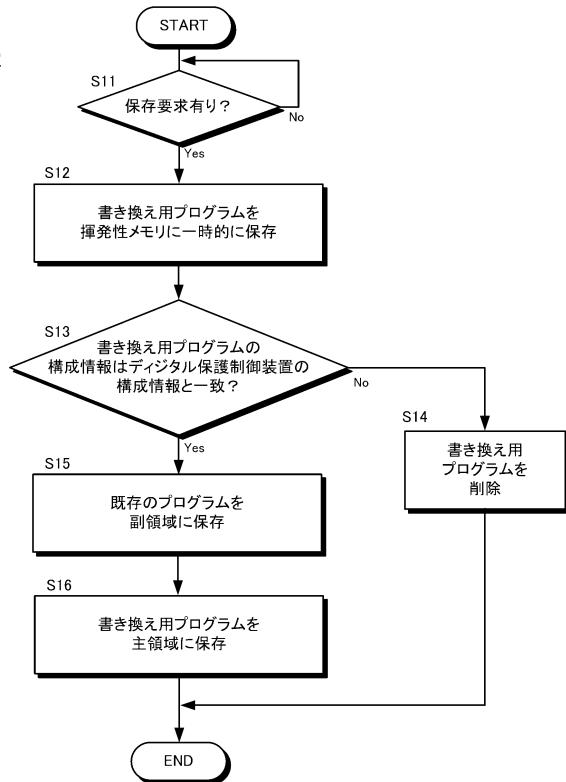 START
S11
保存要求有り？
No
Yes
S12
書き換え用プログラムを
揮発性メモリに一時的に保存
S13
書き換え用プログラムの
構成情報はディジタル保護制御装置の
構成情報と一致？
No
Yes
S14
書き換え用
プログラムを
削除
S15
既存のプログラムを
副領域に保存
S16
書き換え用プログラムを
主領域に保存
END